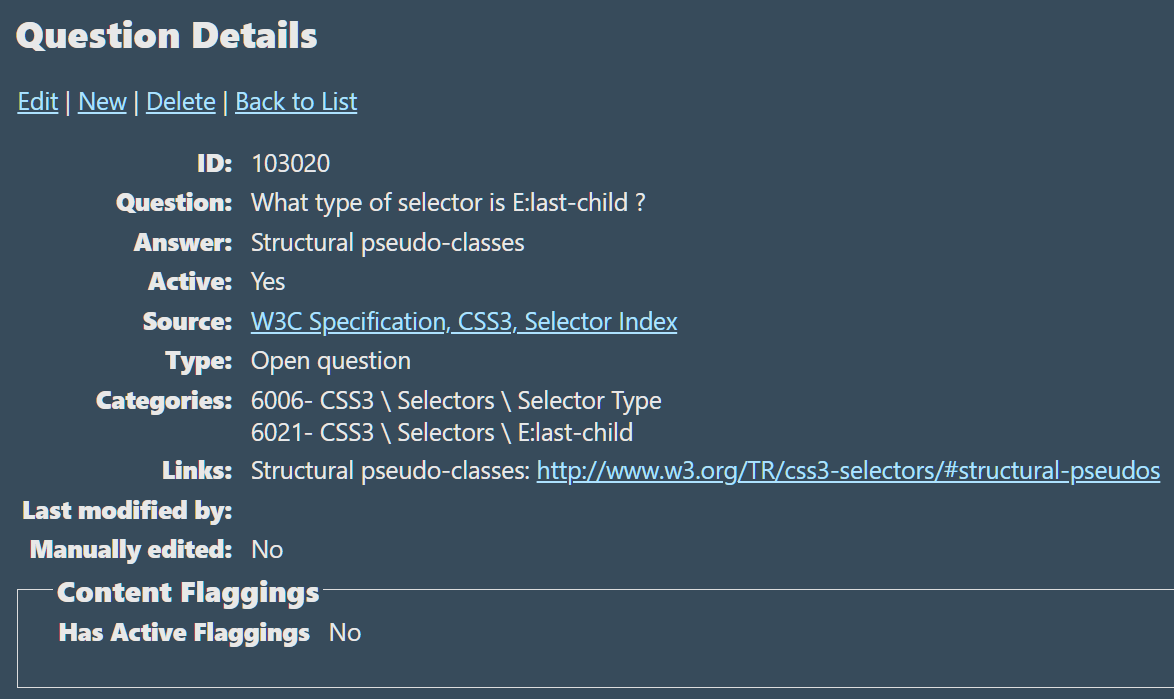 Question Details
Edit | New | Delete | Back to List
ID: 103020
Question: What type of selector is E:last-child ?
Answer: Structural pseudo-classes
Active: Yes
Source: W3C Specification, CSS3, Selector Index
Type: Open question
Categories: 6006- CSS3 \ Selectors \ Selector Type
6021- CSS3 \ Selectors \ E:last-child
Links: Structural pseudo-classes: http://www.w3.org/TR/css3-selectors/#structural-pseudos
Last modified by:
Manually edited: No
Content Flaggings
Has Active Flaggings No